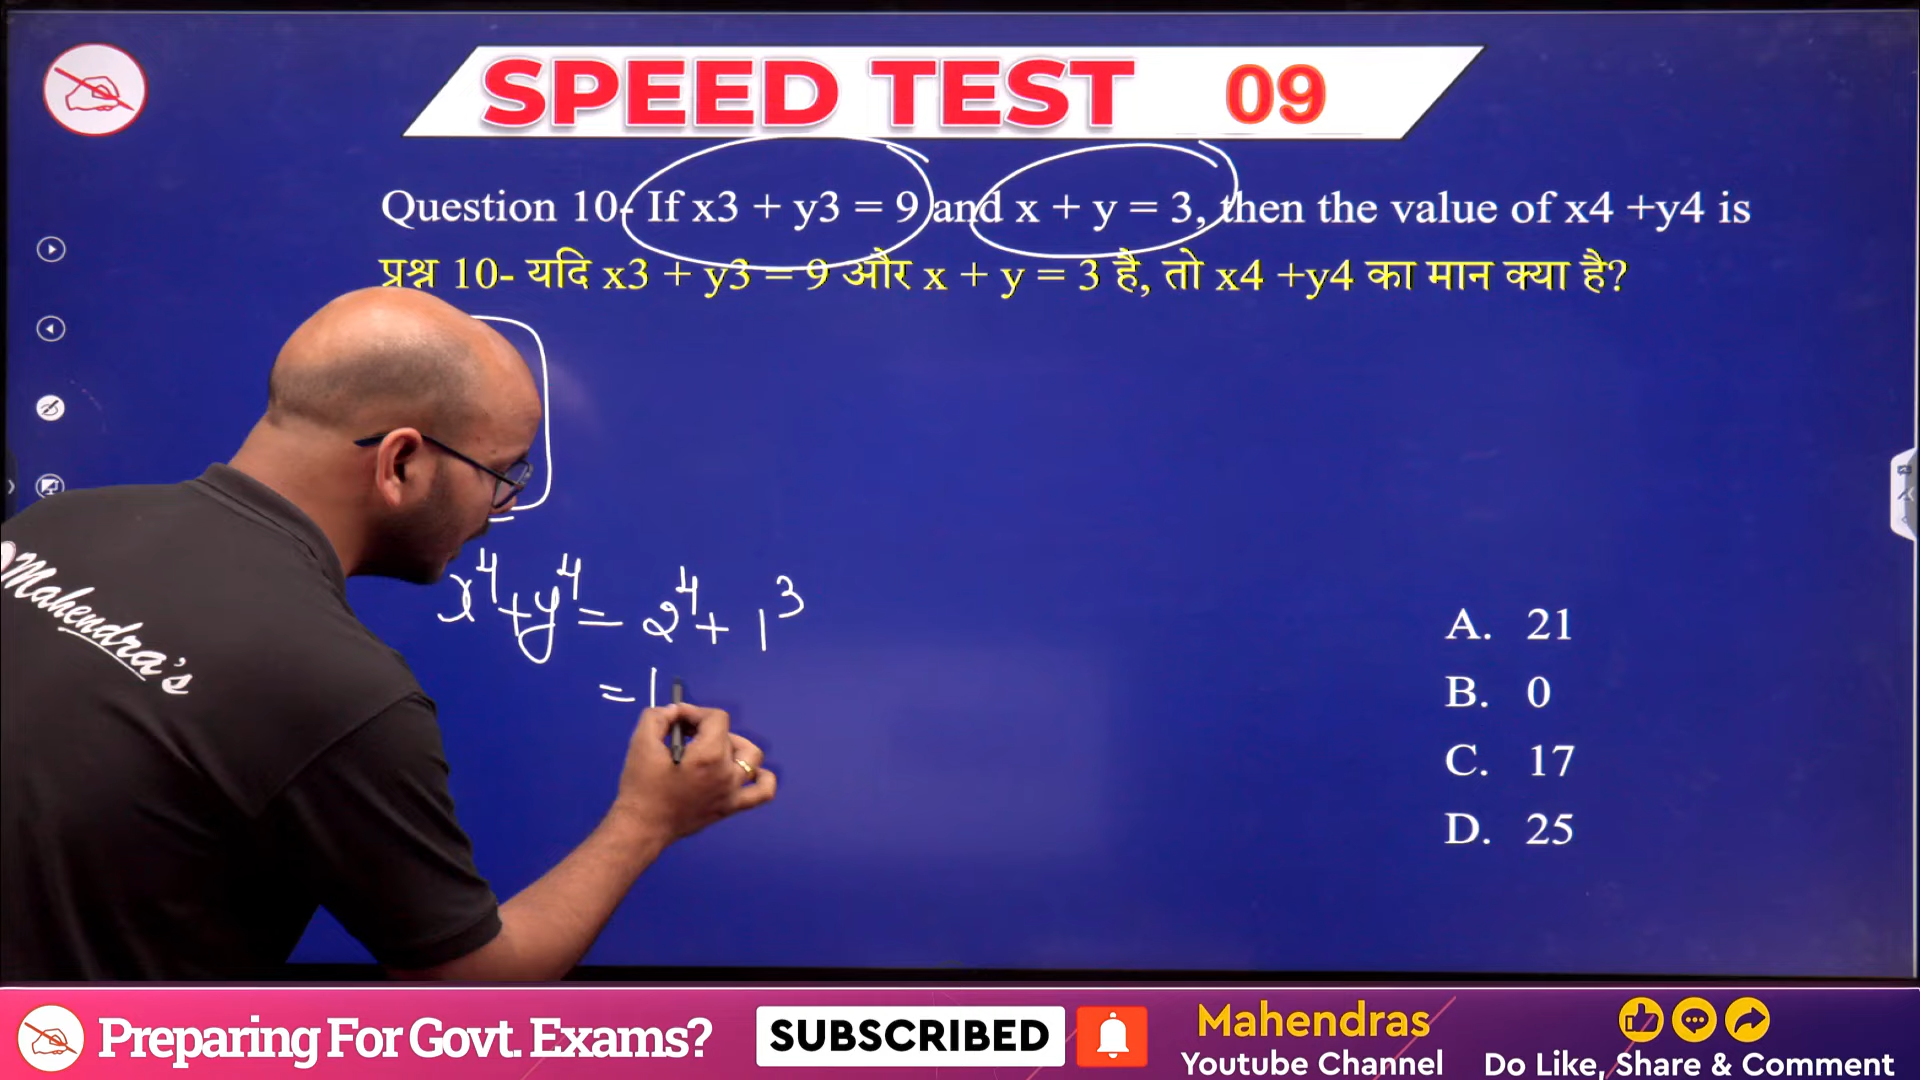 SPEED TEST 09
Question 10- If x3 + y3 = 9 and x + y = 3, then the value of x4 +y4 is
प्रश्न 10- यदि x3 + y3 = 9 और x + y = 3 है, तो x4 +y4 का मान क्या है?
x⁴+y⁴= 2⁴+ 1³
=1
A. 21
B. 0
C. 17
D. 25
Mahendra's
Preparing For Govt. Exams?
SUBSCRIBED
Mahendras
Youtube Channel
Do Like, Share & Comment